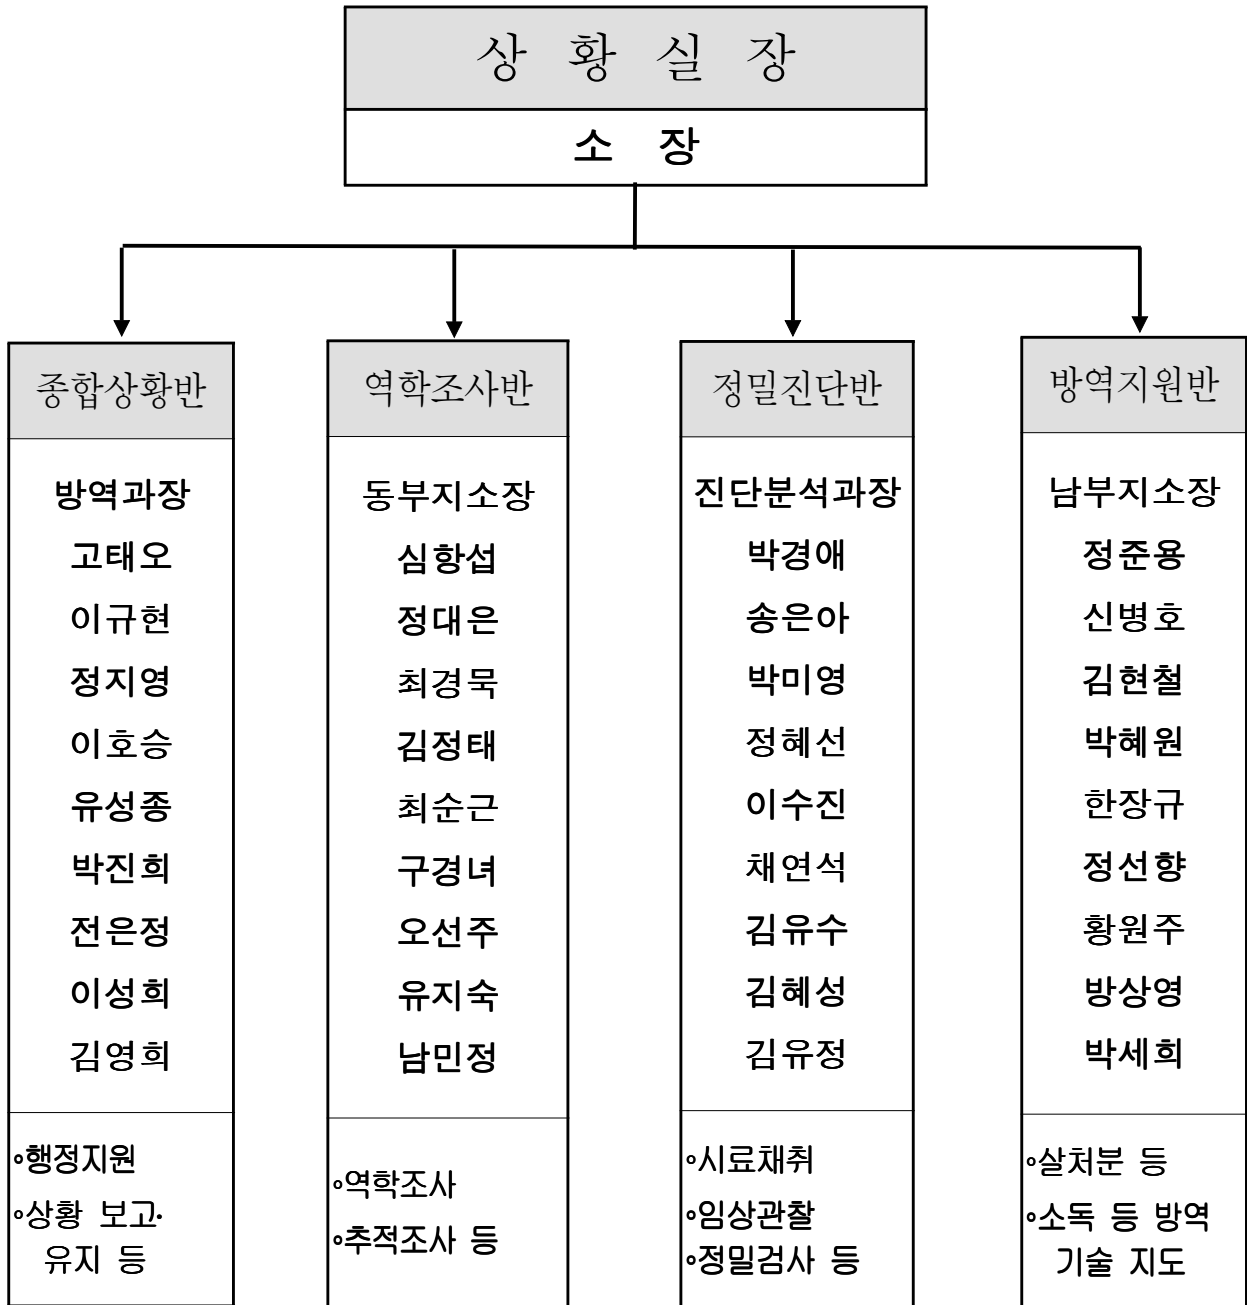 상 황 실 장
소 장
종합상황반
방역과장
고태오
이규현
정지영
이호승
유성종
박진희
전은정
이성희
김영희
∘행정지원
∘상황 보고·
유지 등
역학조사반
동부지소장
심항섭
정대은
최경묵
김정태
최순근
구경녀
오선주
유지숙
남민정
∘역학조사
∘추적조사 등
정밀진단반
진단분석과장
박경애
송은아
박미영
정혜선
이수진
채연석
김유수
김혜성
김유정
∘시료채취
∘임상관찰
∘정밀검사 등
방역지원반
남부지소장
정준용
신병호
김현철
박혜원
한장규
정선향
황원주
방상영
박세희
∘살처분 등
∘소독 등 방역
기술 지도